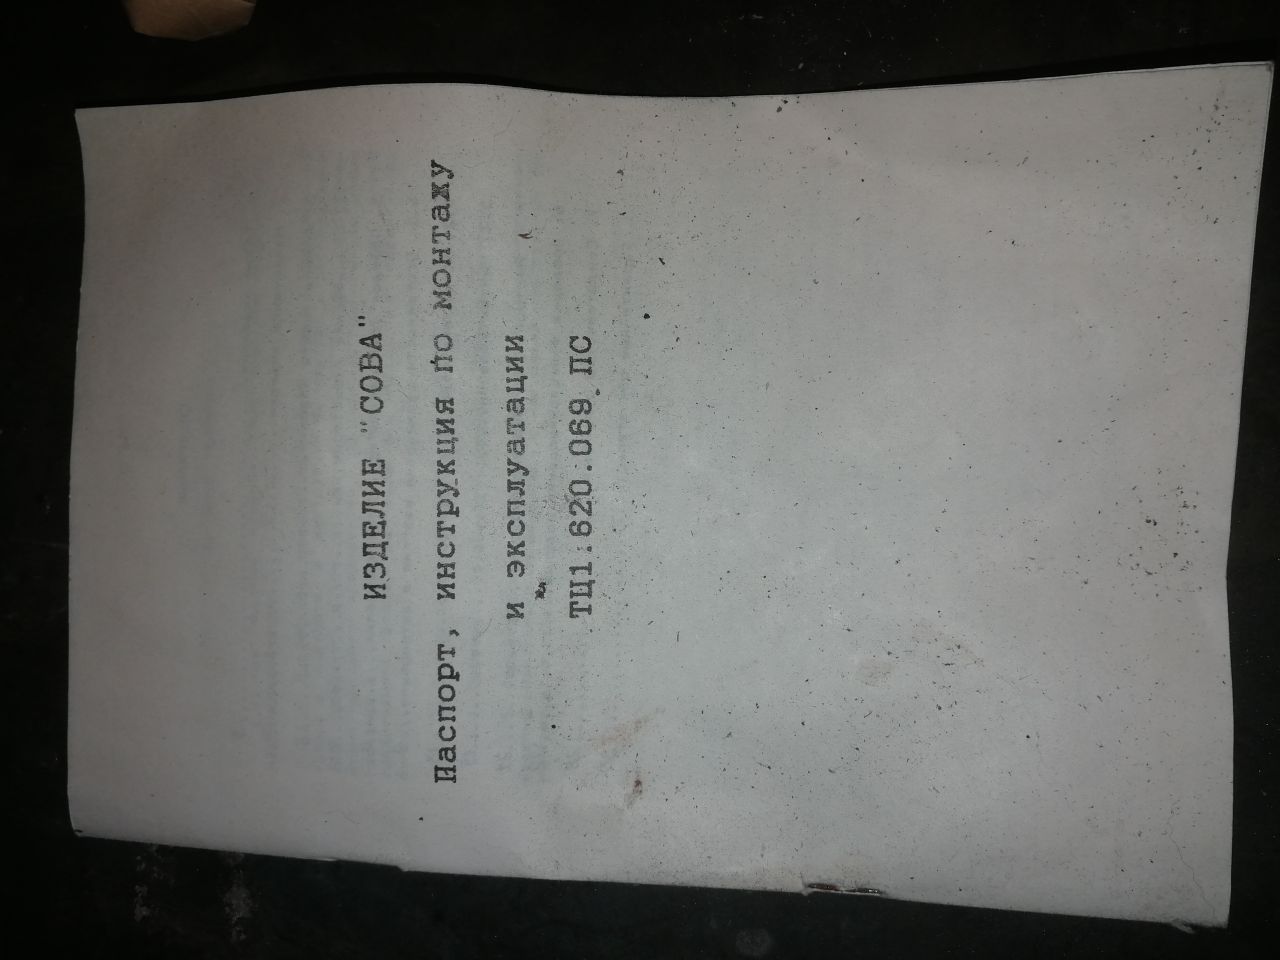 ИЗДЕЛИЕ "СОВА"
Паспорт, инструкция по монтажу
и эксплуатации
ТЦ1.620.069 ПС